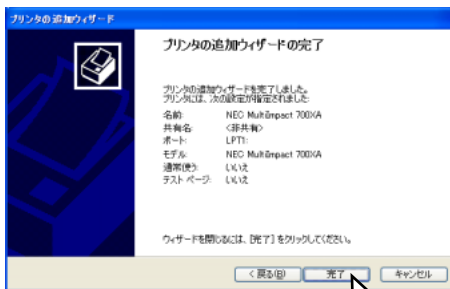 プリンタの追加ウィザード
プリンタの追加ウィザードの完了
プリンタの追加ウィザードを完了しました。
プリンタには、次の設定が指定されました:
名前: NEC MultiImpact 700XA
共有名: <非共有>
ポート: LPT1:
モデル: NEC MultiImpact 700XA
通常使う: いいえ
テスト ページ: いいえ
ウィザードを閉じるには、[完了] をクリックしてください。
< 戻る(B) 完了 キャンセル